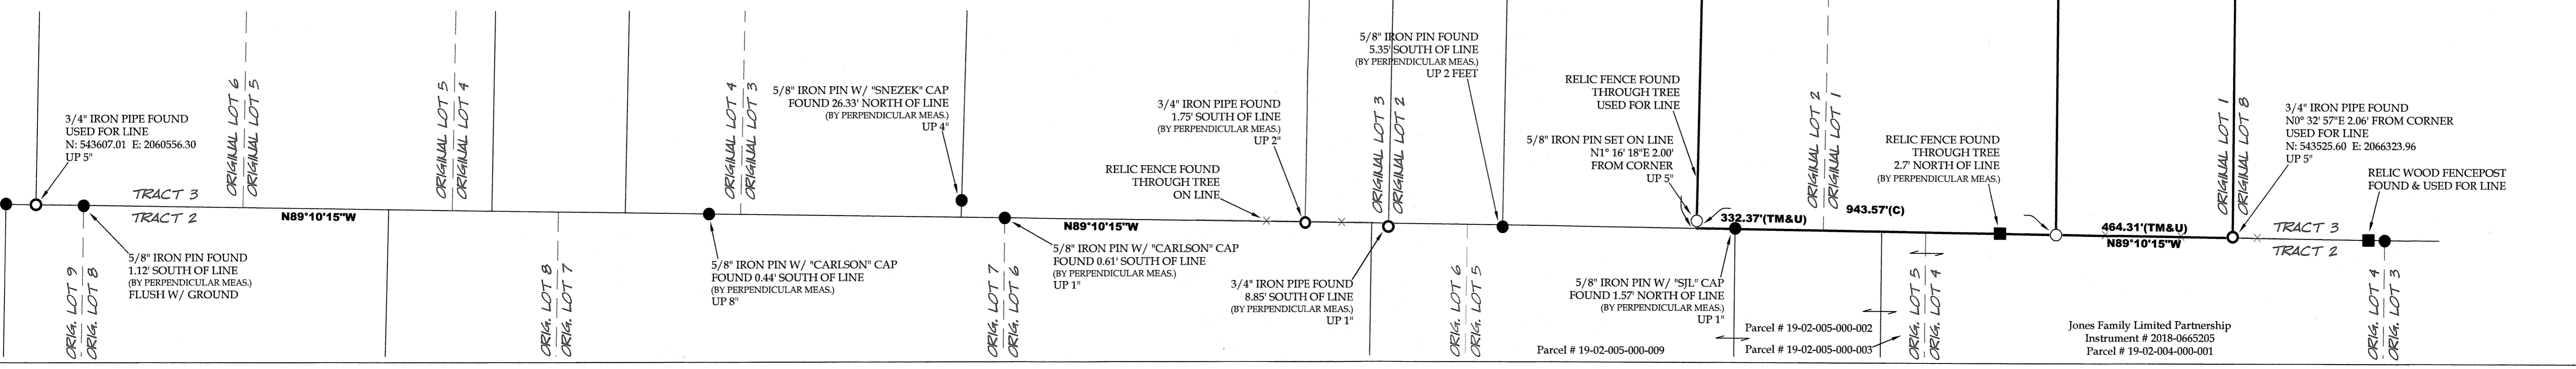 3/4" IRON PIPE FOUND
USED FOR LINE
N: 543607.01 E: 2060556.30
UP 5"
TRACT 3
TRACT 2
5/8" IRON PIN FOUND
1.12' SOUTH OF LINE
(BY PERPENDICULAR MEAS.)
FLUSH W/ GROUND
ORIG. LOT 9
ORIG. LOT 8
ORIGINAL LOT 6
ORIGINAL LOT 5
N89°10'15"W
ORIGINAL LOT 5
ORIGINAL LOT 4
ORIG. LOT 8
ORIG. LOT 7
ORIGINAL LOT 4
ORIGINAL LOT 3
5/8" IRON PIN W/ "CARLSON" CAP
FOUND 0.44' SOUTH OF LINE
(BY PERPENDICULAR MEAS.)
UP 8"
5/8" IRON PIN W/ "SNEZEK" CAP
FOUND 26.33' NORTH OF LINE
(BY PERPENDICULAR MEAS.)
UP 4"
ORIG. LOT 7
ORIG. LOT 6
5/8" IRON PIN W/ "CARLSON" CAP
FOUND 0.61' SOUTH OF LINE
(BY PERPENDICULAR MEAS.)
UP 1"
N89°10'15"W
RELIC FENCE FOUND
THROUGH TREE
ON LINE
3/4" IRON PIPE FOUND
1.75' SOUTH OF LINE
(BY PERPENDICULAR MEAS.)
UP 2"
ORIGINAL LOT 3
ORIGINAL LOT 2
3/4" IRON PIPE FOUND
8.85' SOUTH OF LINE
(BY PERPENDICULAR MEAS.)
UP 1"
5/8" IRON PIN FOUND
5.35' SOUTH OF LINE
(BY PERPENDICULAR MEAS.)
UP 2 FEET
ORIG. LOT 6
ORIG. LOT 5
RELIC FENCE FOUND
THROUGH TREE
USED FOR LINE
5/8" IRON PIN SET ON LINE
N1° 16' 18"E 2.00'
FROM CORNER
UP 5"
5/8" IRON PIN W/ "SJL" CAP
FOUND 1.57' NORTH OF LINE
(BY PERPENDICULAR MEAS.)
UP 1"
332.37'(TM&U)
943.57'(C)
ORIGINAL LOT 2
ORIGINAL LOT 1
RELIC FENCE FOUND
THROUGH TREE
2.7' NORTH OF LINE
(BY PERPENDICULAR MEAS.)
Parcel # 19-02-005-000-009
Parcel # 19-02-005-000-002
Parcel # 19-02-005-000-003
ORIG. LOT 5
ORIG. LOT 4
464.31'(TM&U)
N89°10'15"W
Jones Family Limited Partnership
Instrument # 2018-0665205
Parcel # 19-02-004-000-001
ORIGINAL LOT 1
ORIGINAL LOT 8
3/4" IRON PIPE FOUND
N0° 32' 57"E 2.06' FROM CORNER
USED FOR LINE
N: 543525.60 E: 2066323.96
UP 5"
RELIC WOOD FENCEPOST
FOUND & USED FOR LINE
TRACT 3
TRACT 2
ORIG. LOT 4
ORIG. LOT 3